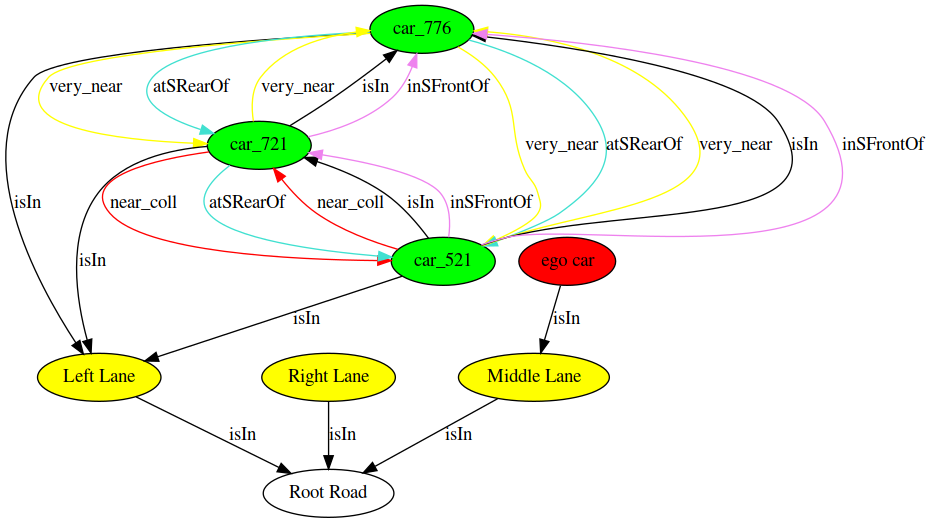 car_776
very_near atSRearOf very_near isIn inSFrontOf
car_721 very_near atSRearOf very_near isIn inSFrontOf
isIn near_coll atSRearOf near_coll isIn inSFrontOf
isIn car_521 ego car
isIn isIn
Left Lane Right Lane Middle Lane
isIn isIn isIn
Root Road